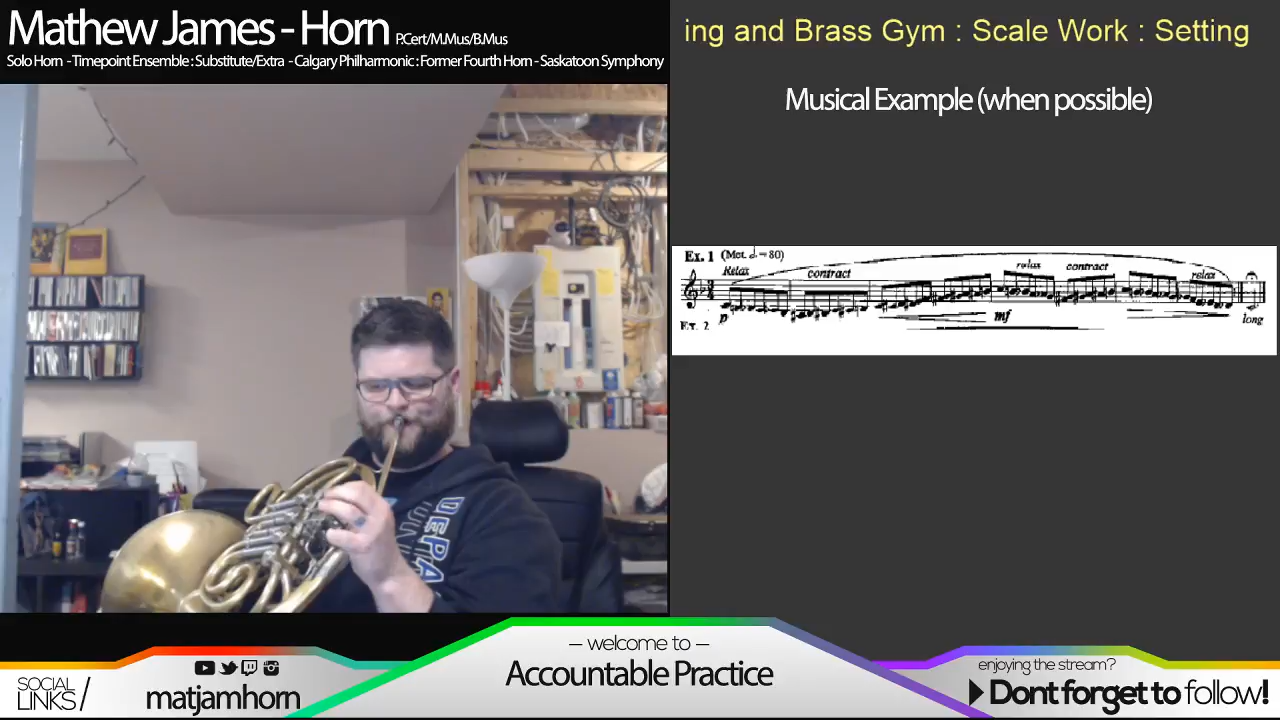 Mathew James - Horn P.Cert/M.Mus/B.Mus
Solo Horn - Timepoint Ensemble : Substitute/Extra - Calgary Philharmonic : Former Fourth Horn - Saskatoon Symphony
ing and Brass Gym : Scale Work : Setting
Musical Example (when possible)
Ex. 1 (Met. 𝅗𝅥. = 80)
Relax contract relax contract relax
p mf long
Ex. 2
DEPA
— welcome to —
Accountable Practice
SOCIAL
LINKS/
matjamhorn
enjoying the stream?
Dont forget to follow!